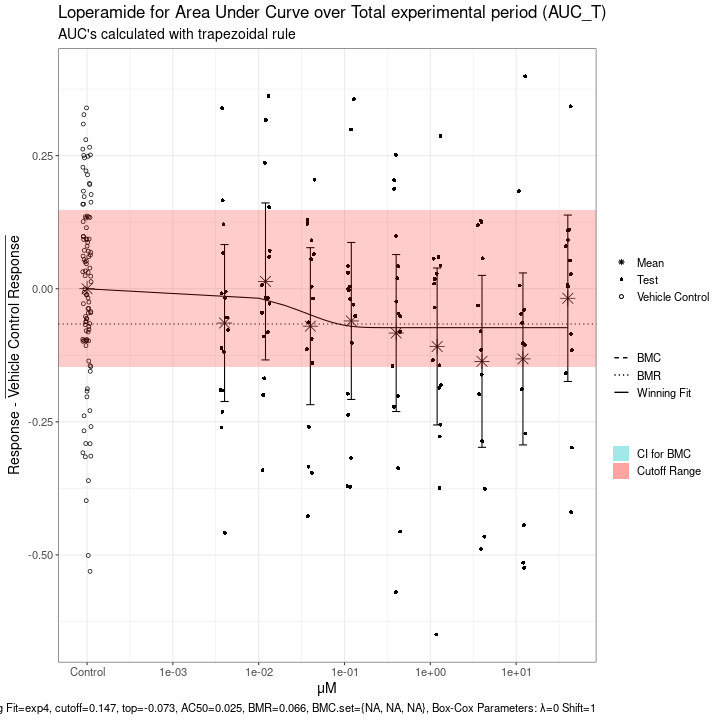 Loperamide for Area Under Curve over Total experimental period (AUC_T)
AUC's calculated with trapezoidal rule
Response - Vehicle Control Response
0.25
0.00
-0.25
-0.50
Control
1e-03
1e-02
1e-01
1e+00
1e+01
μM
Mean
Test
Vehicle Control
BMC
BMR
Winning Fit
CI for BMC
Cutoff Range
Fit=exp4, cutoff=0.147, top=-0.073, AC50=0.025, BMR=0.066, BMC.set={NA, NA, NA}, Box-Cox Parameters: λ=0 Shift=1